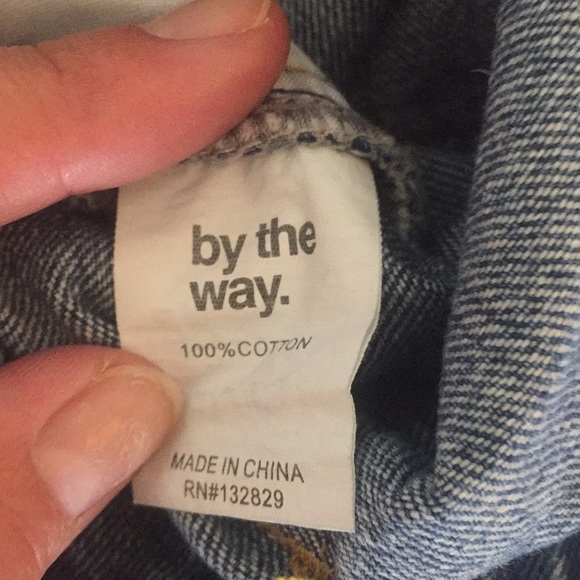 by the
way.
100%COTTON
MADE IN CHINA
RN#132829